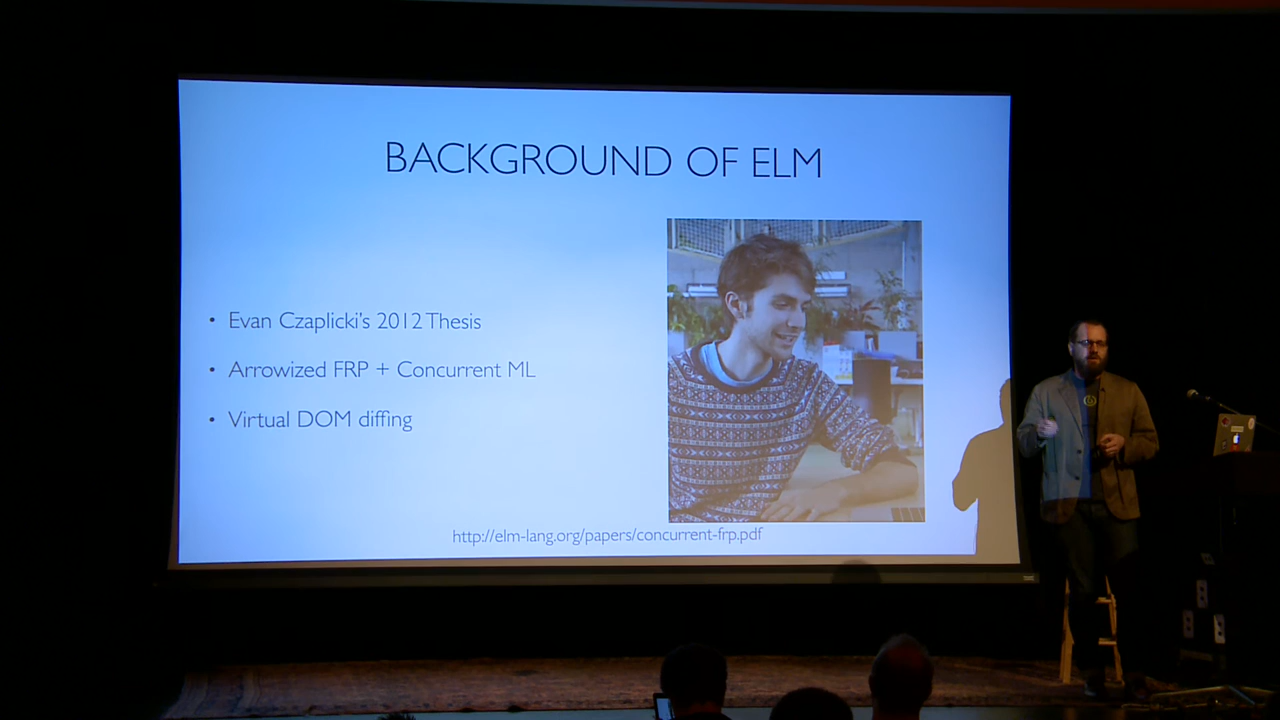 BACKGROUND OF ELM
• Evan Czaplicki's 2012 Thesis
• Arrowized FRP + Concurrent ML
• Virtual DOM diffing
http://elm-lang.org/papers/concurrent-frp.pdf